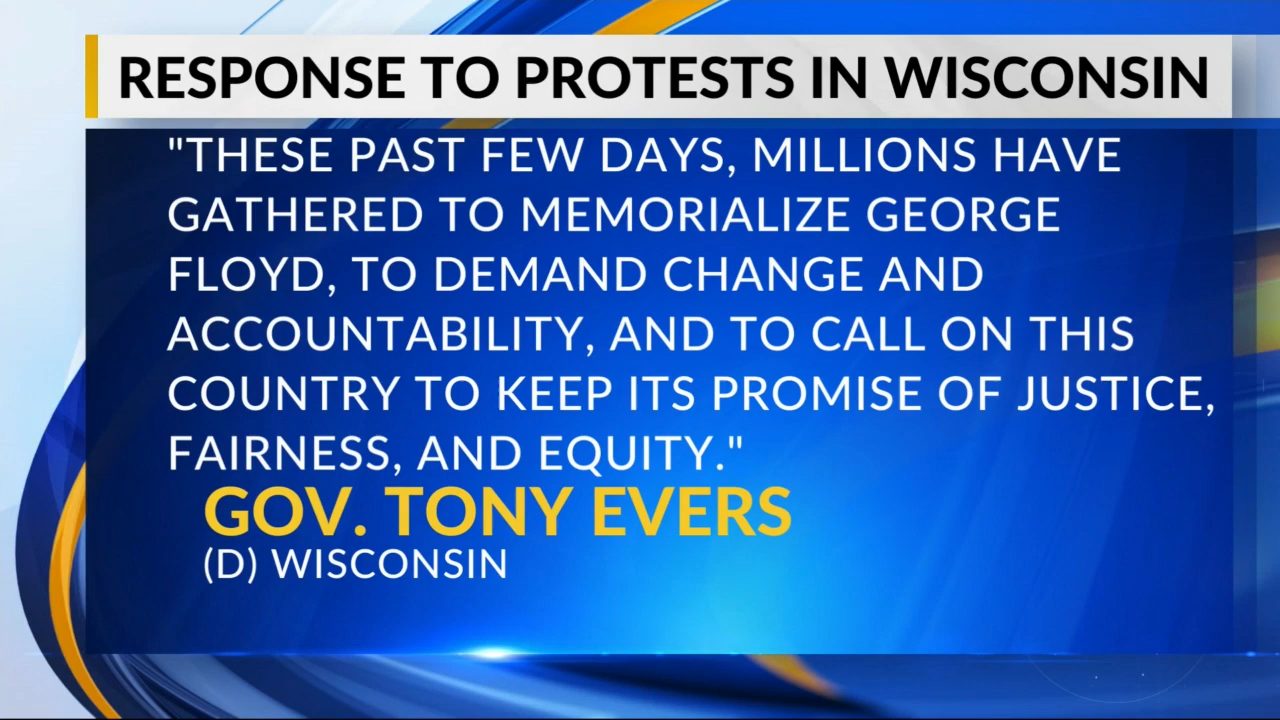 RESPONSE TO PROTESTS IN WISCONSIN
"THESE PAST FEW DAYS, MILLIONS HAVE
GATHERED TO MEMORIALIZE GEORGE
FLOYD, TO DEMAND CHANGE AND
ACCOUNTABILITY, AND TO CALL ON THIS
COUNTRY TO KEEP ITS PROMISE OF JUSTICE,
FAIRNESS, AND EQUITY."
GOV. TONY EVERS
(D) WISCONSIN